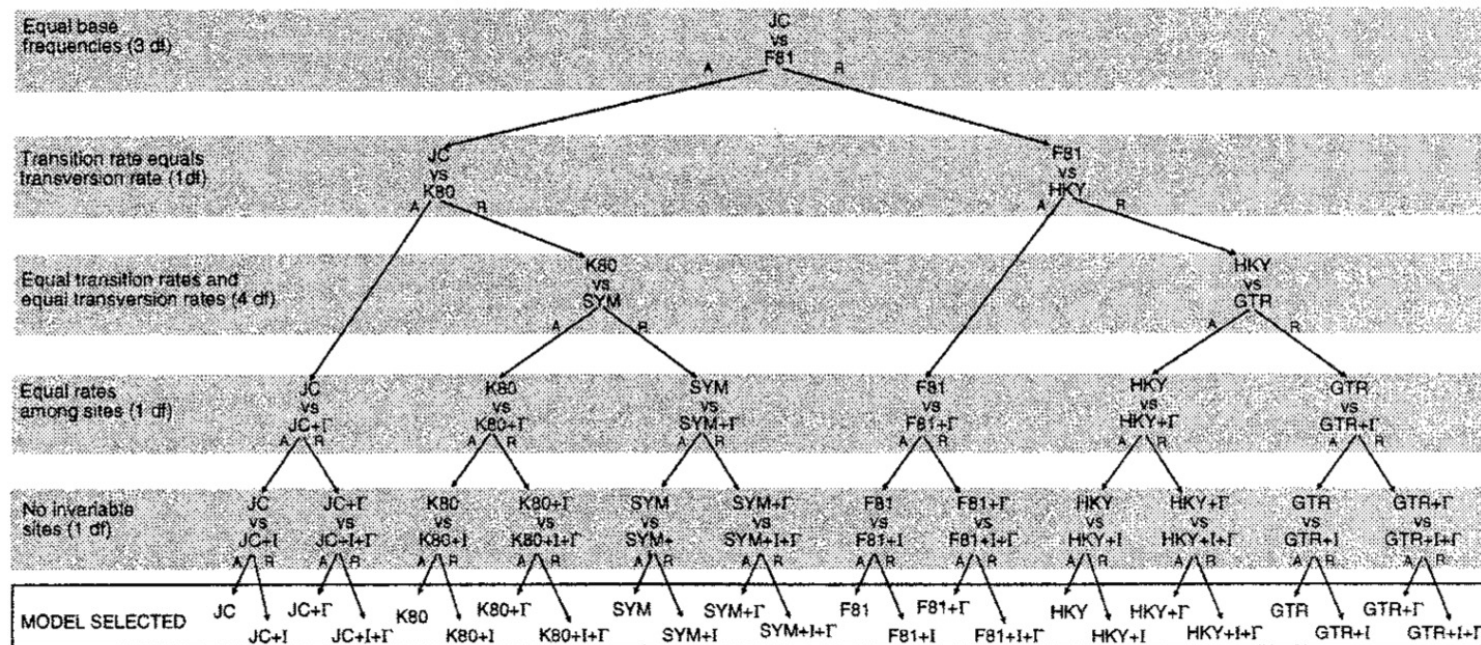 Equal base
frequencies (3 df)
JC
vs
F81
A R
Transition rate equals
transversion rate (1df)
JC F81
vs vs
K80 HKY
A R A R
Equal transition rates and
equal transversion rates (4 df)
K80 HKY
vs vs
SYM GTR
A R A R
Equal rates
among sites (1 df)
JC K80 SYM F81 HKY GTR
vs vs vs vs vs vs
JC+Γ K80+Γ SYM+Γ F81+Γ HKY+Γ GTR+Γ
A R A R A R A R A R A R
No invariable
sites (1 df)
JC JC+Γ K80 K80+Γ SYM SYM+Γ F81 F81+Γ HKY HKY+Γ GTR GTR+Γ
vs vs vs vs vs vs vs vs vs vs vs vs
JC+I JC+I+Γ K80+I K80+I+Γ SYM+ SYM+I+Γ F81+I F81+I+Γ HKY+I HKY+I+Γ GTR+I GTR+I+Γ
A R A R A R A R A R A R A R A R A R A R A R A R
MODEL SELECTED
JC JC+Γ K80 K80+Γ SYM SYM+Γ F81 F81+Γ HKY HKY+Γ GTR GTR+Γ
JC+I JC+I+Γ K80+I K80+I+Γ SYM+I SYM+I+Γ F81+I F81+I+Γ HKY+I HKY+I+Γ GTR+I GTR+I+Γ